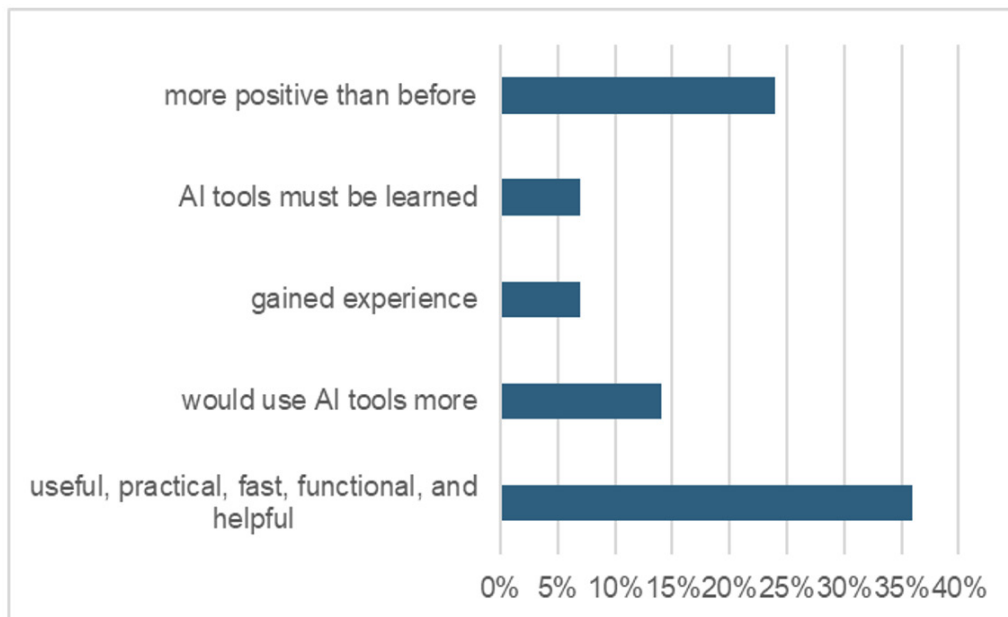 more positive than before
AI tools must be learned
gained experience
would use AI tools more
useful, practical, fast, functional, and
helpful
0% 5% 10% 15% 20% 25% 30% 35% 40%